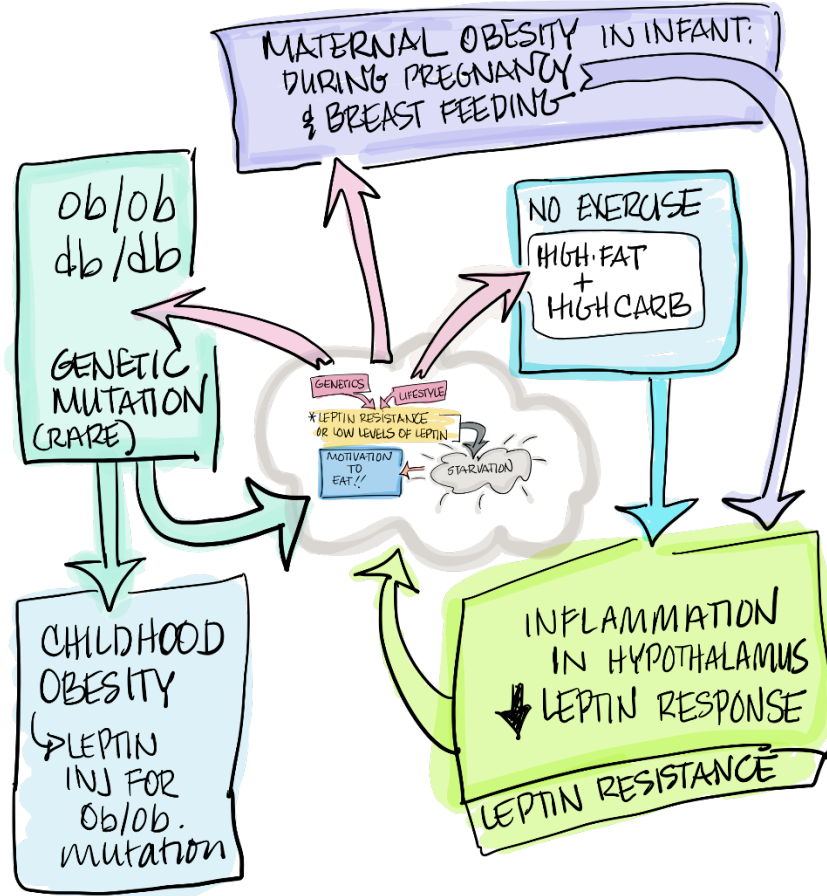 MATERNAL OBESITY IN INFANT:
DURING PREGNANCY
& BREAST FEEDING
ob/ob
db/db
GENETIC
MUTATION
(RARE)
NO EXERCISE
HIGH·FAT
+
HIGH CARB
GENETICS
LIFESTYLE
* LEPTIN RESISTANCE
OR LOW LEVELS OF LEPTIN
MOTIVATION
TO
EAT!!
STARVATION
CHILDHOOD
OBESITY
LEPTIN
INJ FOR
Ob/ob.
mutation
INFLAMMATION
IN HYPOTHALAMUS
↓ LEPTIN RESPONSE
LEPTIN RESISTANCE